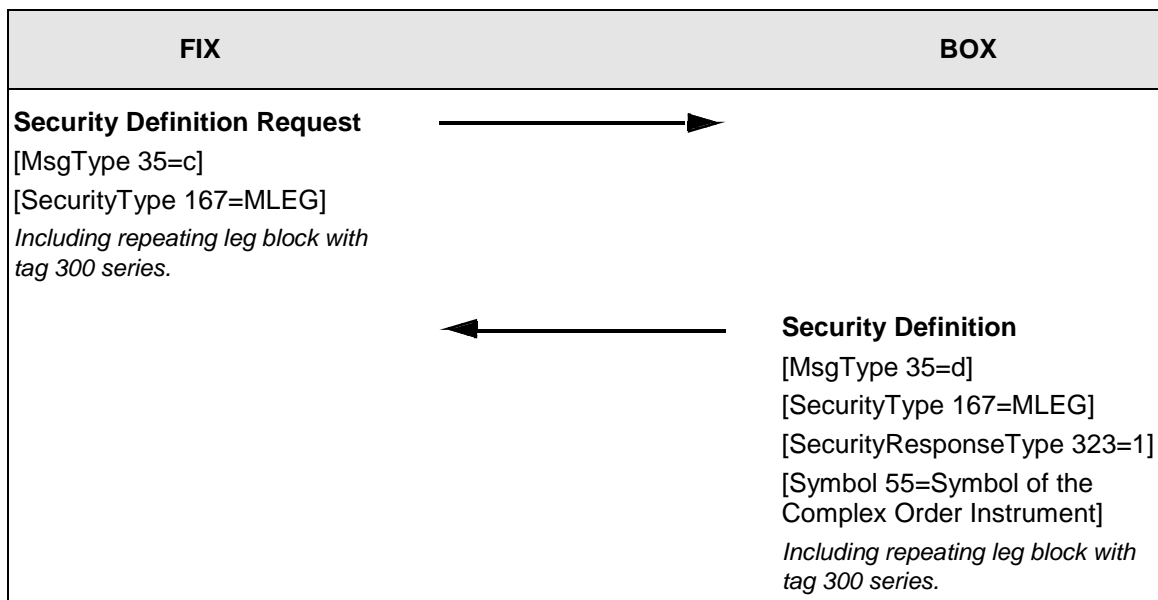 FIX
BOX
Security Definition Request
[MsgType 35=c]
[SecurityType 167=MLEG]
Including repeating leg block with
tag 300 series.
Security Definition
[MsgType 35=d]
[SecurityType 167=MLEG]
[SecurityResponseType 323=1]
[Symbol 55=Symbol of the
Complex Order Instrument]
Including repeating leg block with
tag 300 series.